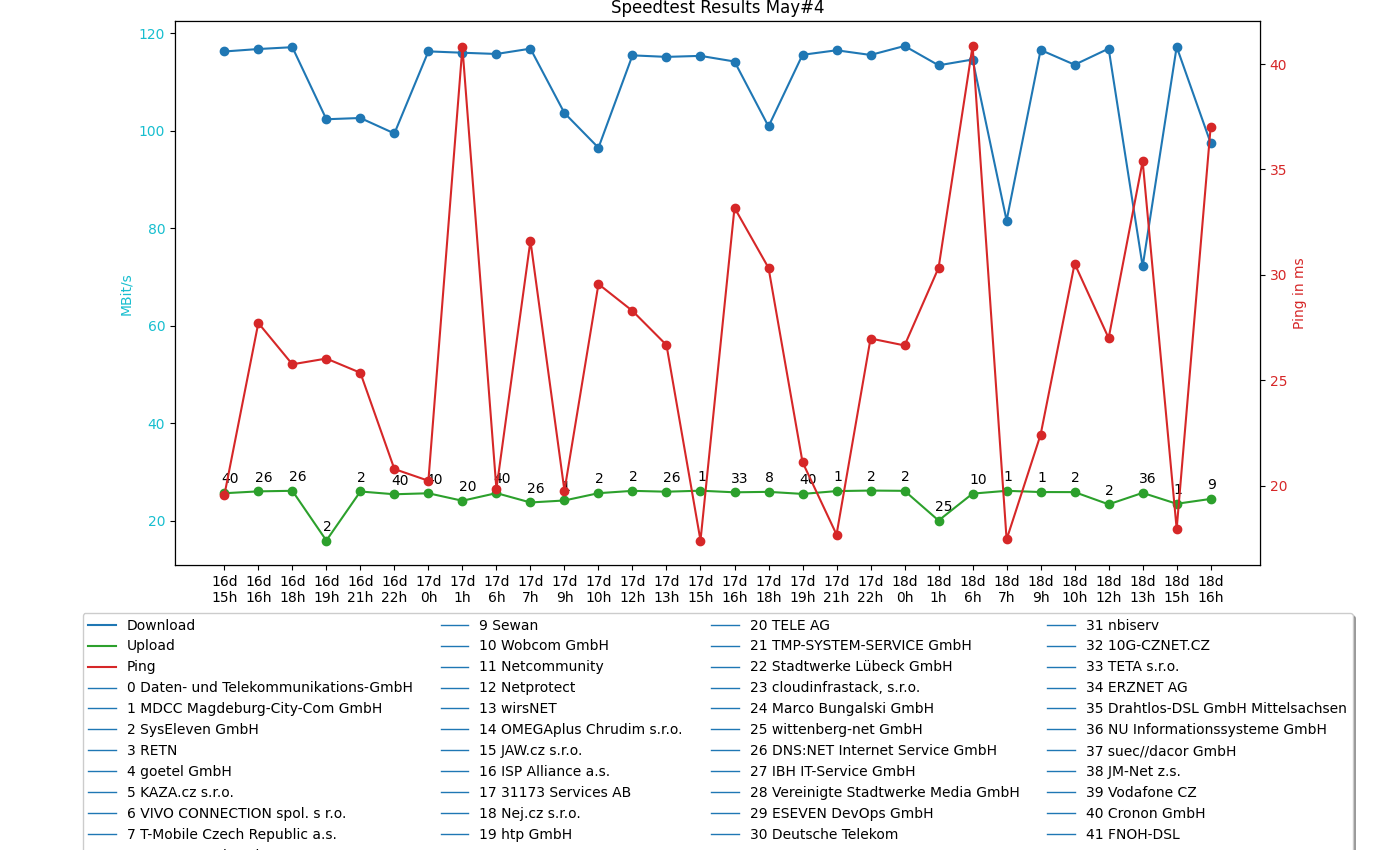 Speedtest Results May#4
120
100
80
60
40
20
MBit/s
40
35
30
25
20
Ping in ms
40 26 26 2 2 40 40 20 40 26 1 2 2 26 1 33 8 40 1 2 2 25 10 1 1 2 2 36 1 9
16d 16d 16d 16d 16d 16d 17d 17d 17d 17d 17d 17d 17d 17d 17d 17d 17d 17d 17d 17d 18d 18d 18d 18d 18d 18d 18d 18d 18d 18d
15h 16h 18h 19h 21h 22h 0h 1h 6h 7h 9h 10h 12h 13h 15h 16h 18h 19h 21h 22h 0h 1h 6h 7h 9h 10h 12h 13h 15h 16h
Download
Upload
Ping
0 Daten- und Telekommunikations-GmbH
1 MDCC Magdeburg-City-Com GmbH
2 SysEleven GmbH
3 RETN
4 goetel GmbH
5 KAZA.cz s.r.o.
6 VIVO CONNECTION spol. s r.o.
7 T-Mobile Czech Republic a.s.
9 Sewan
10 Wobcom GmbH
11 Netcommunity
12 Netprotect
13 wirsNET
14 OMEGAplus Chrudim s.r.o.
15 JAW.cz s.r.o.
16 ISP Alliance a.s.
17 31173 Services AB
18 Nej.cz s.r.o.
19 htp GmbH
20 TELE AG
21 TMP-SYSTEM-SERVICE GmbH
22 Stadtwerke Lübeck GmbH
23 cloudinfrastack, s.r.o.
24 Marco Bungalski GmbH
25 wittenberg-net GmbH
26 DNS:NET Internet Service GmbH
27 IBH IT-Service GmbH
28 Vereinigte Stadtwerke Media GmbH
29 ESEVEN DevOps GmbH
30 Deutsche Telekom
31 nbiserv
32 10G-CZNET.CZ
33 TETA s.r.o.
34 ERZNET AG
35 Drahtlos-DSL GmbH Mittelsachsen
36 NU Informationssysteme GmbH
37 suec//dacor GmbH
38 JM-Net z.s.
39 Vodafone CZ
40 Cronon GmbH
41 FNOH-DSL